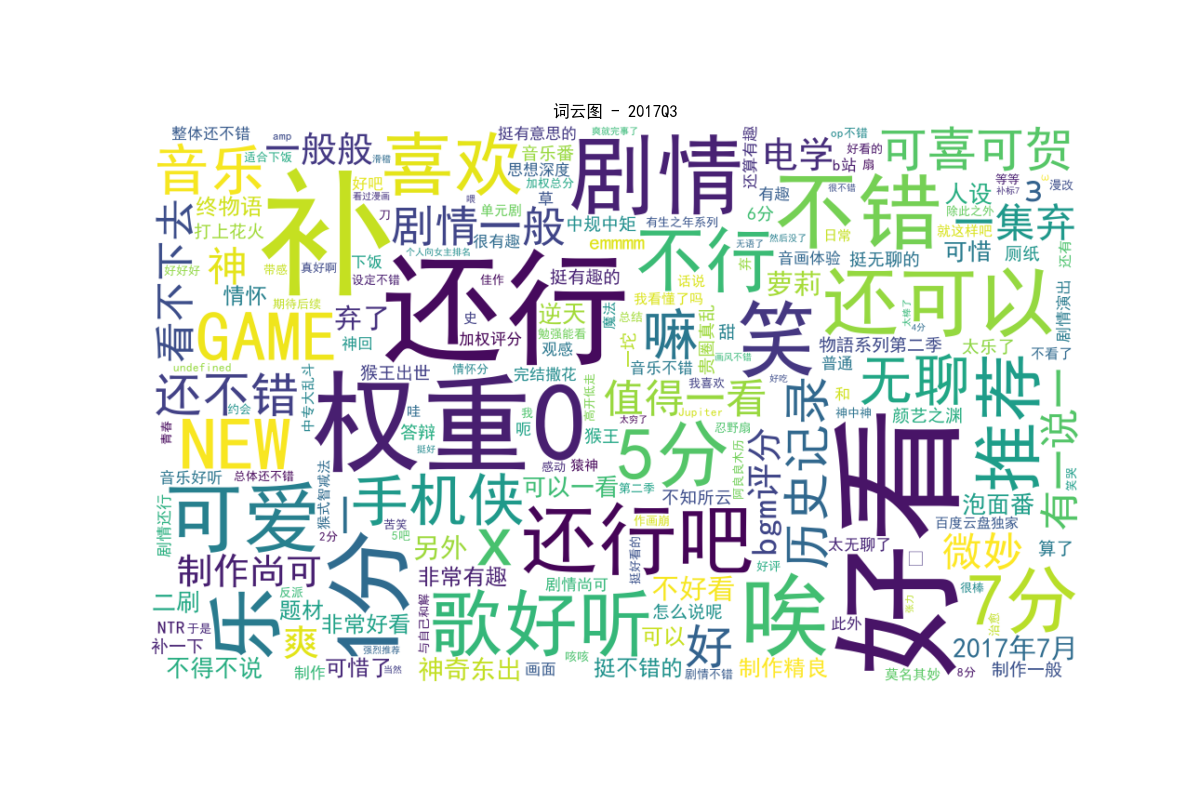 词云图 - 2017Q3
整体还不错
amp
一般般
滑稽
音乐
适合下饭
喜欢
挺有意思的
爽就完事了
音乐番
剧情
还算有趣
电学
op不错
好看的
b站
扇
可喜可贺
不错
等等
补标7
3
漫改
人设
很不错
思想深度
加权总分
草
好吧
看过漫画
喂
刀
补
终物语
打上花火
剧情一般
单元剧
中规中矩
有生之年系列
6分
有趣
日常
除此之外
就这样吧
一集弃
还有
很有趣
emmmm
不行
无语了
然后没了
音画体验
挺无聊的
可惜
厕纸
个人向女主排名
看不下去
好好好
神
带感
真好啊
下饭
设定不错
佳作
挺有趣的
话说
弃
萝莉
还可以
太棒了
4分
剧情演出
情怀
期待后续
还行
史
逆天
魔法
我看懂了吗
嘛
贵圈真乱
甜
笑
物語系列第二季
太乐了
不看了
GAME
弃了
神回
加权评分
勉强能看
总结
观感
一坨
音乐不错
画风不错
普通
undefined
还不错
约会
中专大乱斗
猴王出世
情怀分
完结撒花
高开低走
值得一看
我喜欢
好吃
无聊
推荐
有一说一
青春
NEW
权重0
哇
答辩
挺好
我
呃
猴王
太穷了
Jupiter
忍野扇
历史记录
和
神中神
颜艺之渊
5分
阿良良木历
bgm评分
好看
笑哭
音乐好听
总体还不错
猴式智减法
感动
猿神
可以一看
第二季
不知所云
泡面番
可爱
一分
手机侠
x
还行吧
作画崩
太无聊了
百度云盘独家
剧情还行
2分
苦笑
5吧
另外
挺好看的
好评
微妙
算了
制作尚可
非常有趣
剧情尚可
不好看
唉
很棒
7分
二刷
乐
反派
题材
非常好看
与自己和解
歌好听
怎么说呢
此外
张力
治愈
NTR
于是
补一下
爽
强烈推荐
可以
好
2017年7月
不得不说
制作
可惜了
当然
神奇东出
画面
咳咳
挺不错的
剧情不错
制作精良
莫名其妙
8分
制作一般